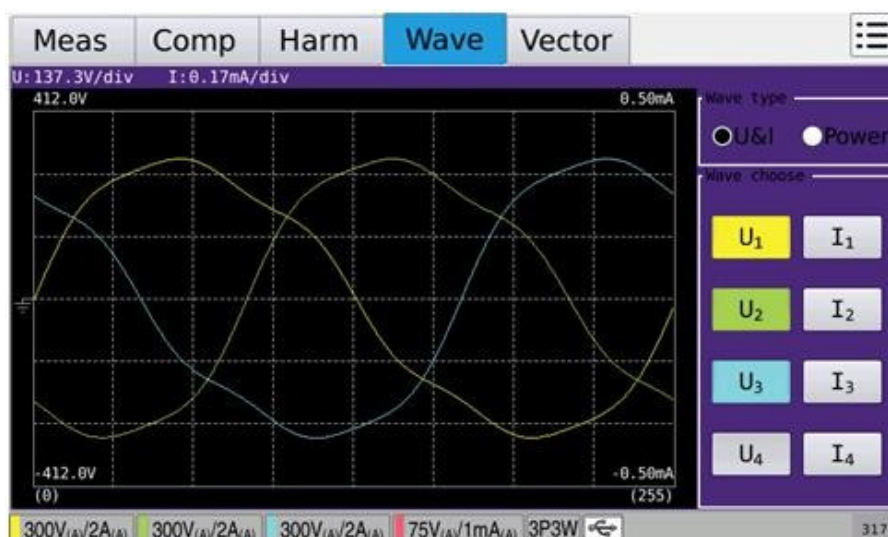 Meas Comp Harm Wave Vector
U:137.3V/div I:0.17mA/div
412.0V 0.50mA
Wave type
U&I Power
Wave choose
U₁ I₁
U₂ I₂
U₃ I₃
U₄ I₄
-412.0V -0.50mA
(0) (255)
300V(A)/2A(A) 300V(A)/2A(A) 300V(A)/2A(A) 75V(A)/1mA(A) 3P3W 317